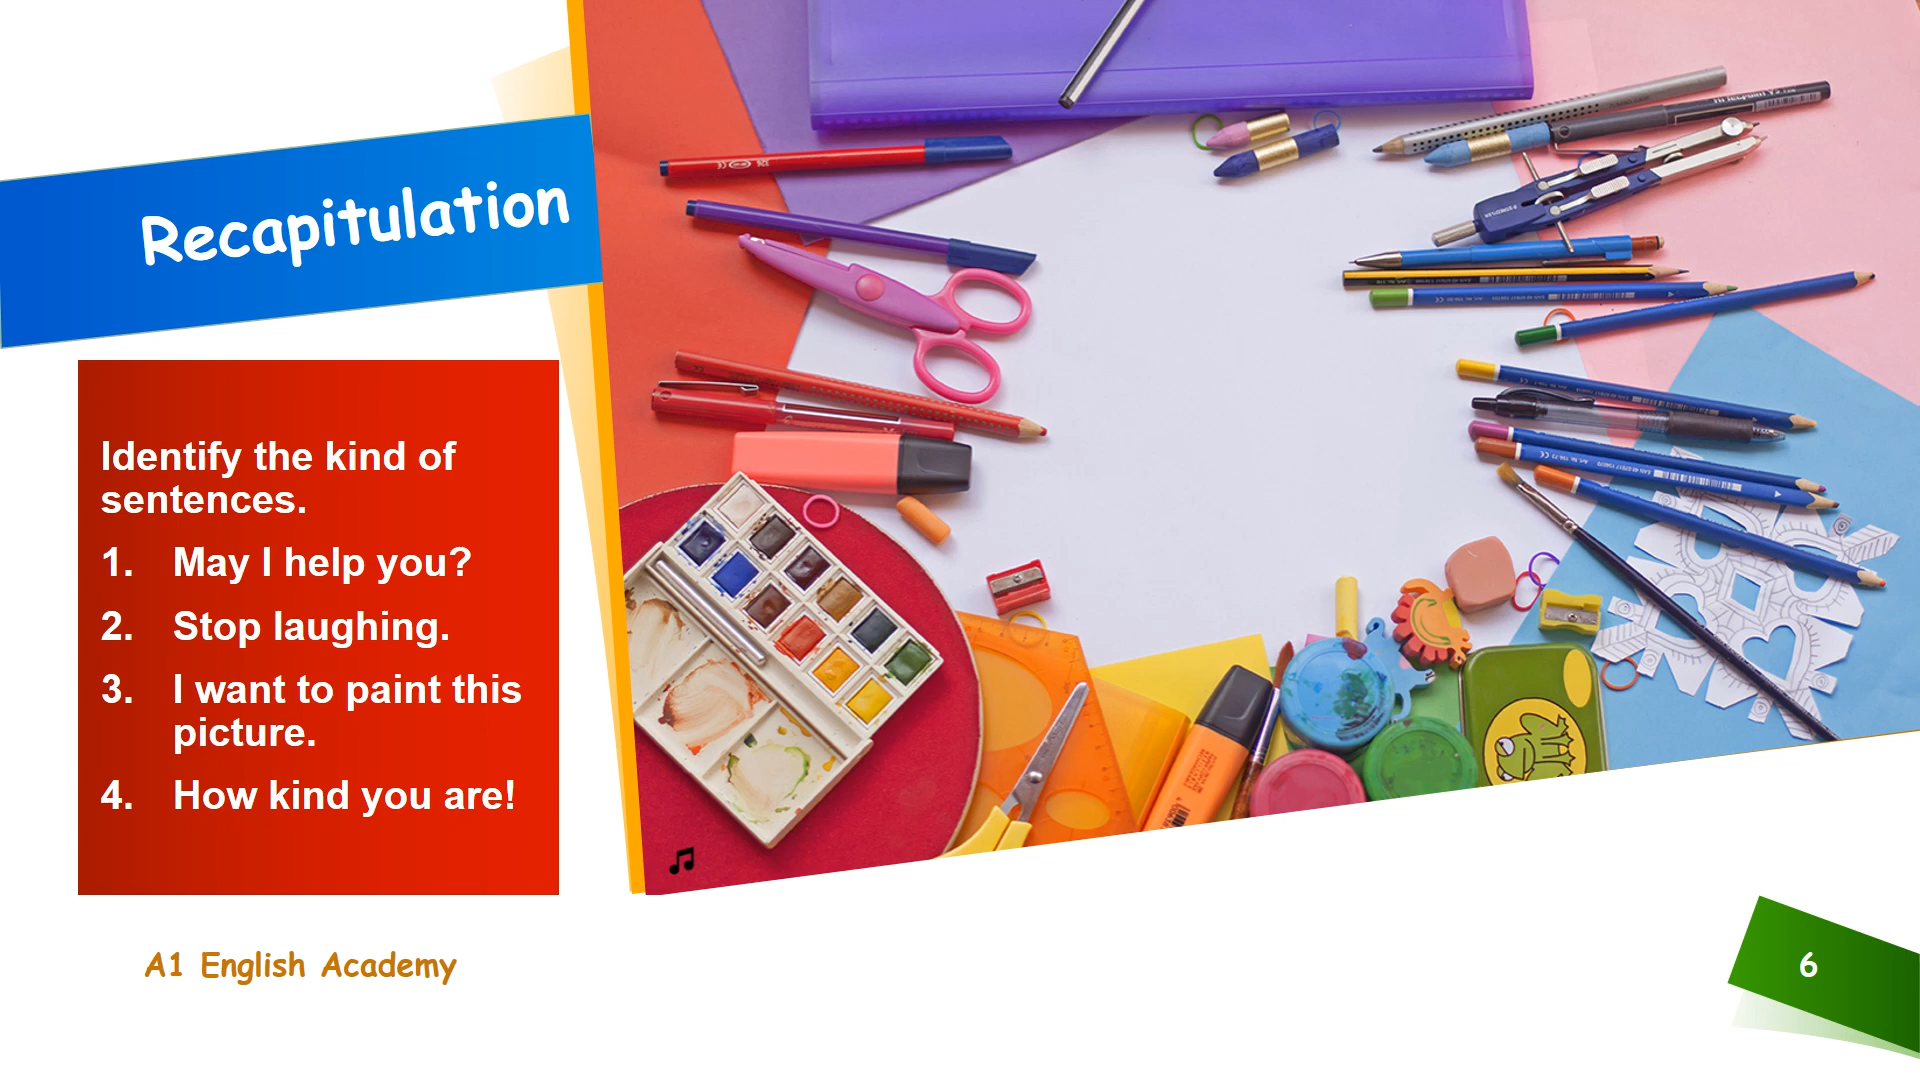 Recapitulation
Identify the kind of
sentences.
1. May I help you?
2. Stop laughing.
3. I want to paint this
picture.
4. How kind you are!
A1 English Academy
6